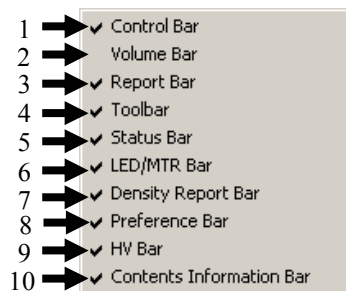 1 Control Bar
2 Volume Bar
3 Report Bar
4 Toolbar
5 Status Bar
6 LED/MTR Bar
7 Density Report Bar
8 Preference Bar
9 HV Bar
10 Contents Information Bar